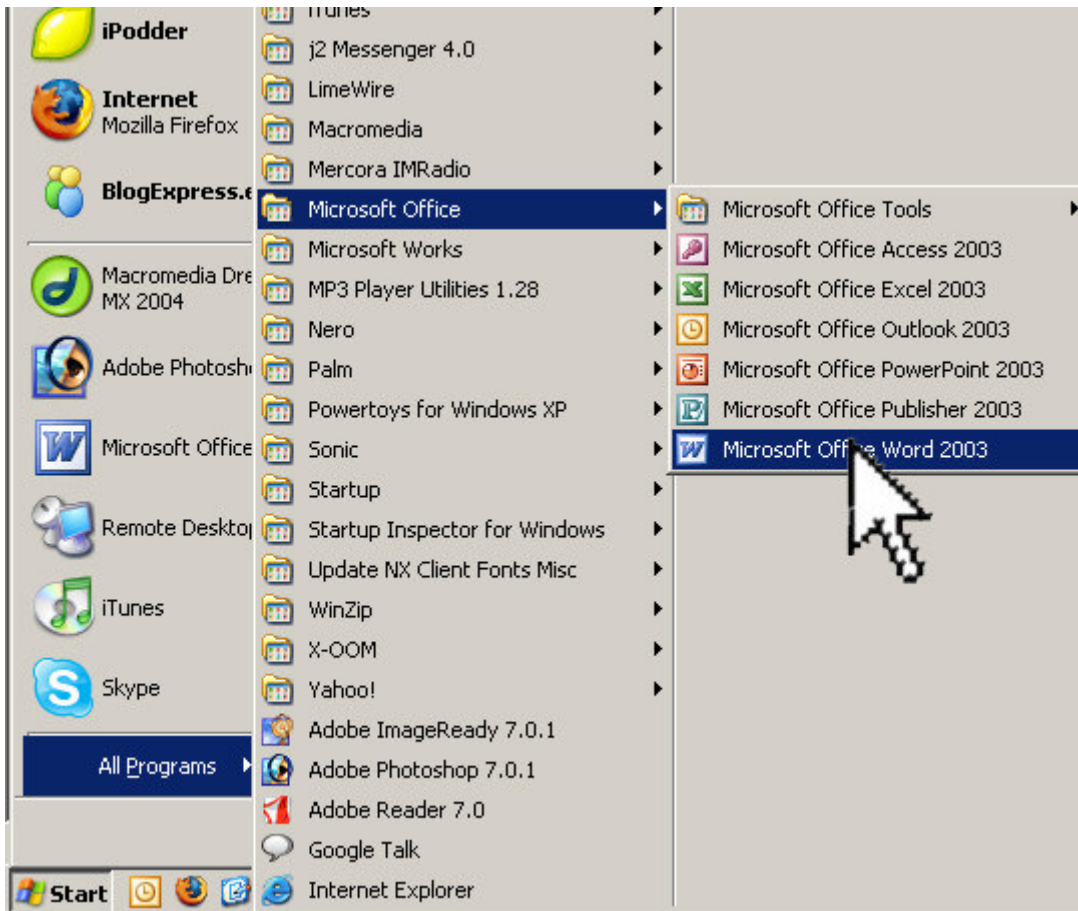 iPodder
Internet
Mozilla Firefox
BlogExpress.e
Macromedia Dre
MX 2004
Adobe Photosh
Microsoft Office
Remote Desktop
iTunes
Skype
All Programs
Start
iTunes
j2 Messenger 4.0
LimeWire
Macromedia
Mercora IMRadio
Microsoft Office
Microsoft Works
MP3 Player Utilities 1.28
Nero
Palm
Powertoys for Windows XP
Sonic
Startup
Startup Inspector for Windows
Update NX Client Fonts Misc
WinZip
X-OOM
Yahoo!
Adobe ImageReady 7.0.1
Adobe Photoshop 7.0.1
Adobe Reader 7.0
Google Talk
Internet Explorer
Microsoft Office Tools
Microsoft Office Access 2003
Microsoft Office Excel 2003
Microsoft Office Outlook 2003
Microsoft Office PowerPoint 2003
Microsoft Office Publisher 2003
Microsoft Office Word 2003